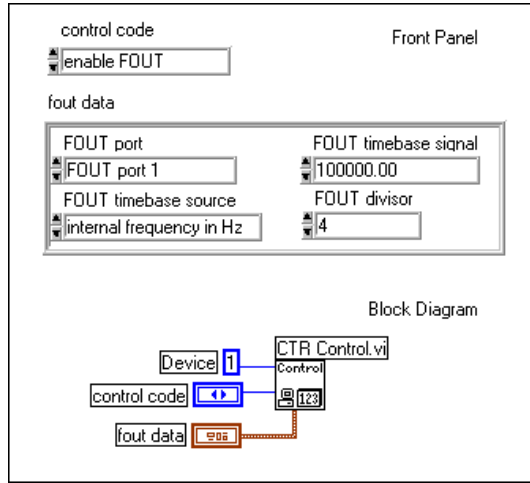 control code
Front Panel
enable FOUT
fout data
FOUT port
FOUT timebase signal
FOUT port 1
100000.00
FOUT timebase source
FOUT divisor
internal frequency in Hz
4
Block Diagram
CTR Control.vi
Device 1
Control
control code
123
fout data